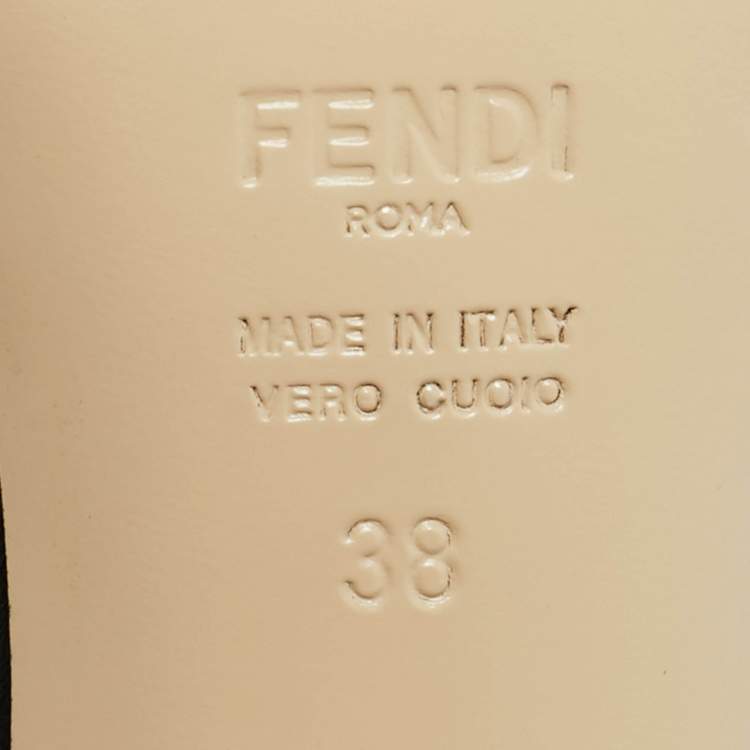 FENDI
ROMA
MADE IN ITALY
VERO CUOIO
38